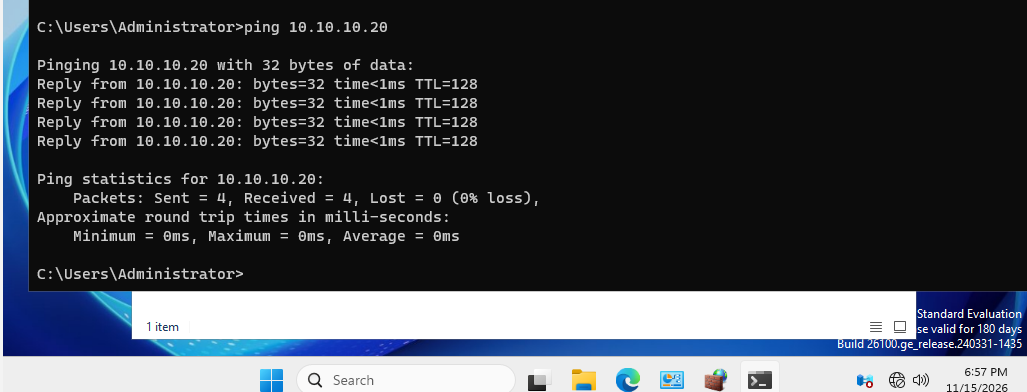 C:\Users\Administrator>ping 10.10.10.20
Pinging 10.10.10.20 with 32 bytes of data:
Reply from 10.10.10.20: bytes=32 time<1ms TTL=128
Reply from 10.10.10.20: bytes=32 time<1ms TTL=128
Reply from 10.10.10.20: bytes=32 time<1ms TTL=128
Reply from 10.10.10.20: bytes=32 time<1ms TTL=128
Ping statistics for 10.10.10.20:
    Packets: Sent = 4, Received = 4, Lost = 0 (0% loss),
Approximate round trip times in milli-seconds:
    Minimum = 0ms, Maximum = 0ms, Average = 0ms
C:\Users\Administrator>
1 item
Standard Evaluation
se valid for 180 days
Build 26100.ge_release.240331-1435
Search
6:57 PM
11/15/2026